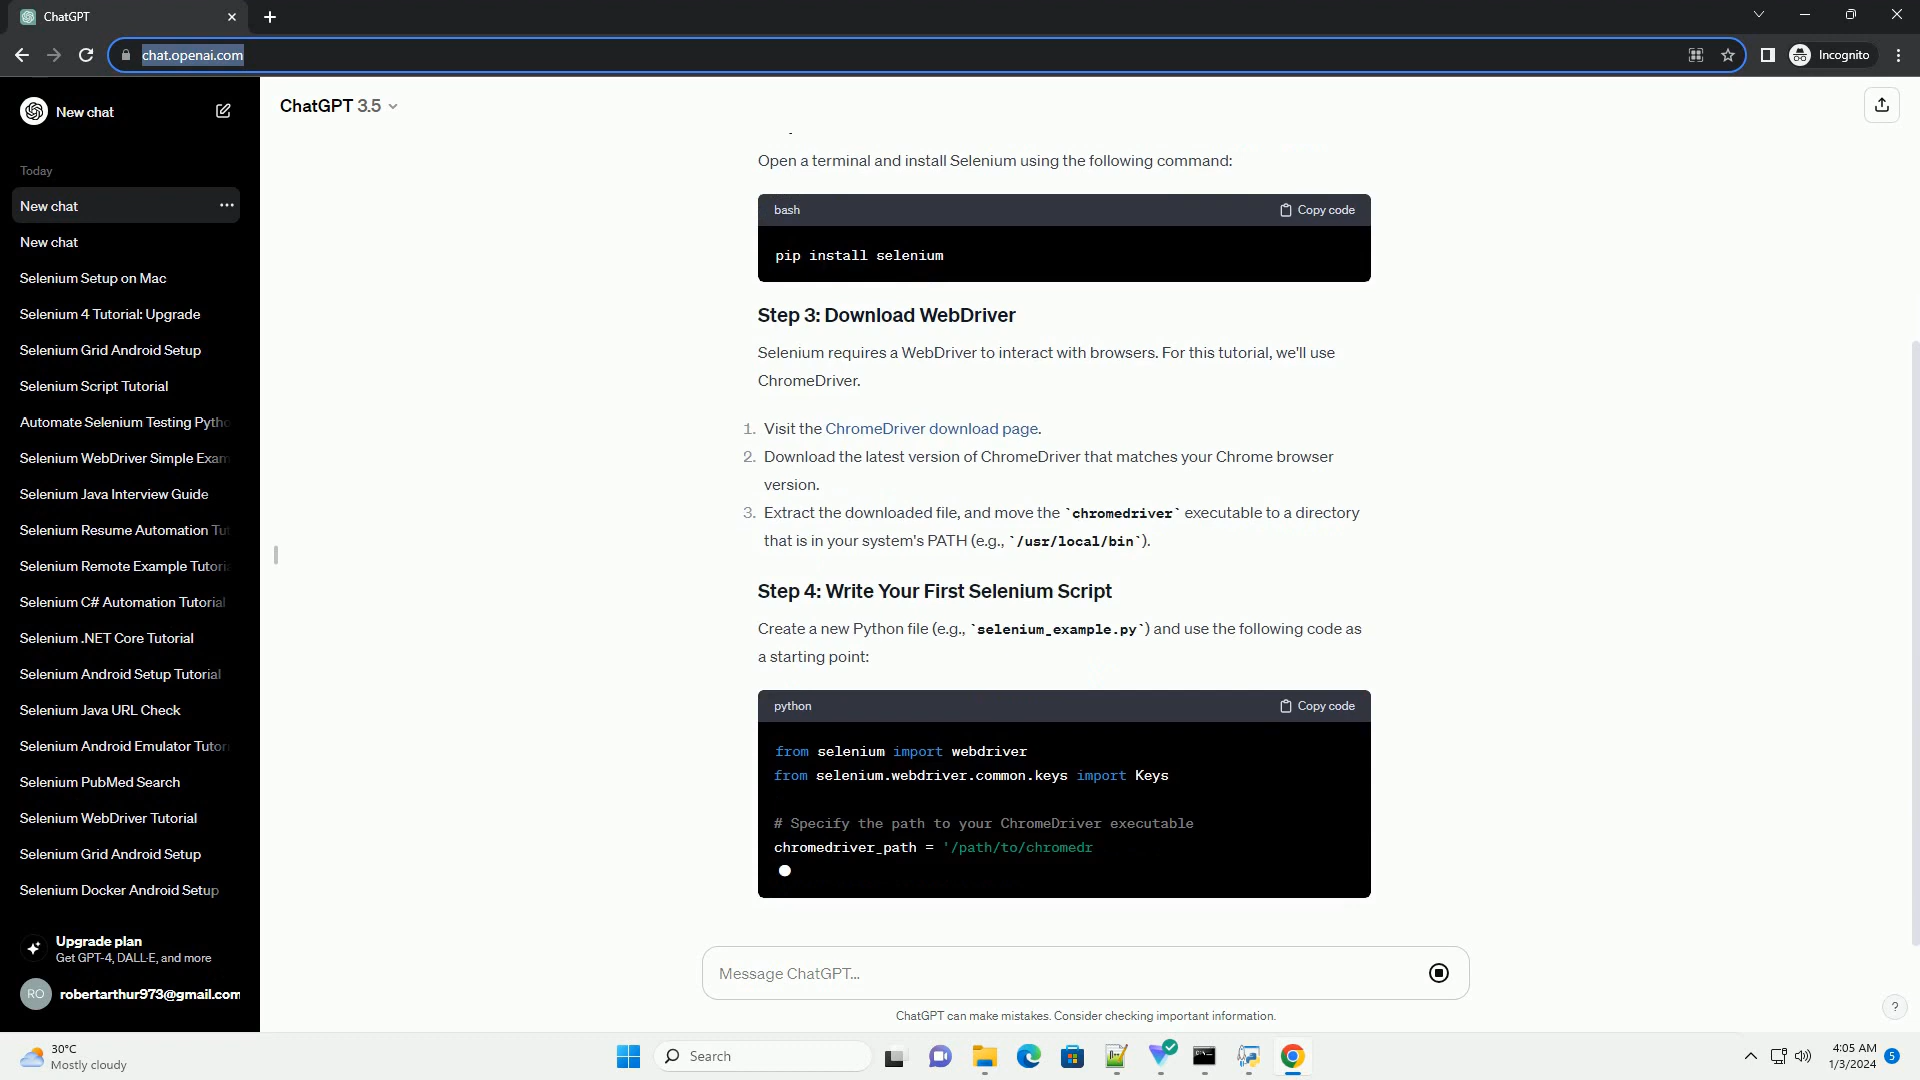 ChatGPT
chat.openai.com
Incognito
New chat
Today
New chat
New chat
Selenium Setup on Mac
Selenium 4 Tutorial: Upgrade
Selenium Grid Android Setup
Selenium Script Tutorial
Automate Selenium Testing Pytho
Selenium WebDriver Simple Exam
Selenium Java Interview Guide
Selenium Resume Automation Tut
Selenium Remote Example Tutoria
Selenium C# Automation Tutorial
Selenium .NET Core Tutorial
Selenium Android Setup Tutorial
Selenium Java URL Check
Selenium Android Emulator Tutor
Selenium PubMed Search
Selenium WebDriver Tutorial
Selenium Grid Android Setup
Selenium Docker Android Setup
Upgrade plan
Get GPT-4, DALL·E, and more
RO
robertarthur973@gmail.com
ChatGPT 3.5
Open a terminal and install Selenium using the following command:
bash
Copy code
pip install selenium
Step 3: Download WebDriver
Selenium requires a WebDriver to interact with browsers. For this tutorial, we'll use
ChromeDriver.
1. Visit the ChromeDriver download page.
2. Download the latest version of ChromeDriver that matches your Chrome browser
version.
3. Extract the downloaded file, and move the `chromedriver` executable to a directory
that is in your system's PATH (e.g., `/usr/local/bin`).
Step 4: Write Your First Selenium Script
Create a new Python file (e.g., `selenium_example.py`) and use the following code as
a starting point:
python
Copy code
from selenium import webdriver
from selenium.webdriver.common.keys import Keys
# Specify the path to your ChromeDriver executable
chromedriver_path = '/path/to/chromedr
Message ChatGPT...
ChatGPT can make mistakes. Consider checking important information.
?
30°C
Mostly cloudy
Search
4:05 AM
1/3/2024
5